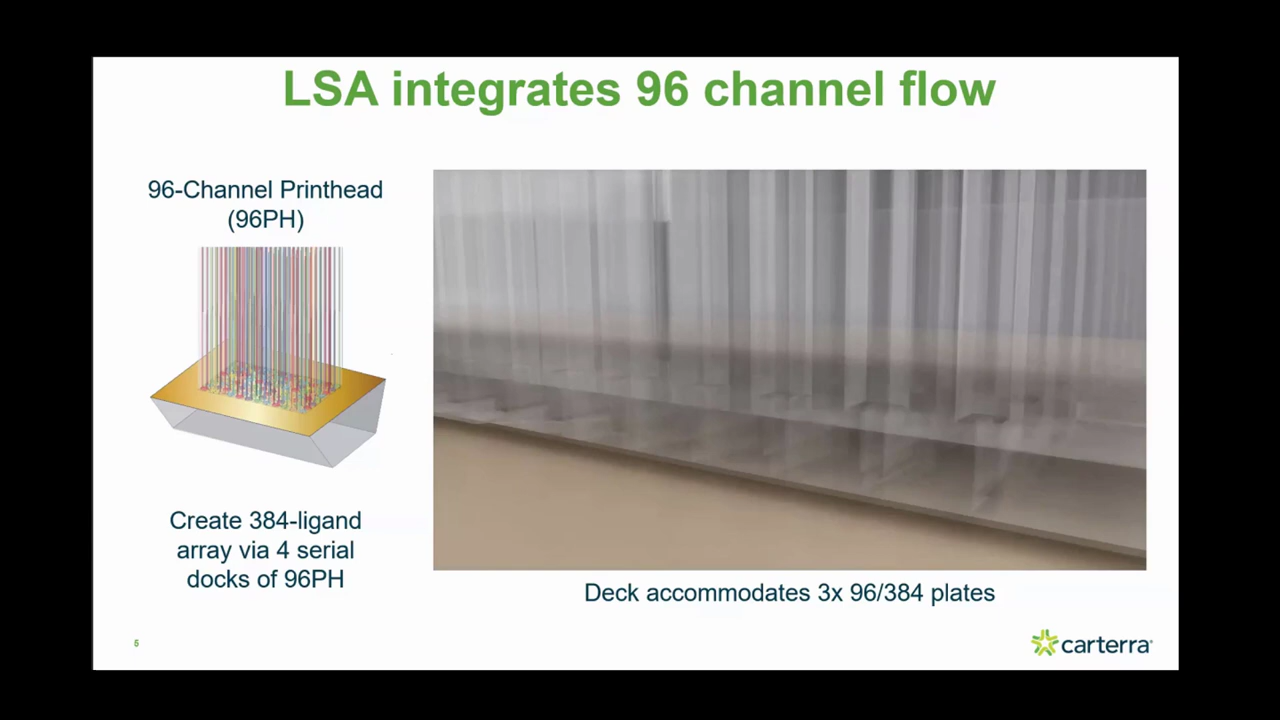 LSA integrates 96 channel flow
96-Channel Printhead
(96PH)
Create 384-ligand
array via 4 serial
docks of 96PH
Deck accommodates 3x 96/384 plates
5
carterra